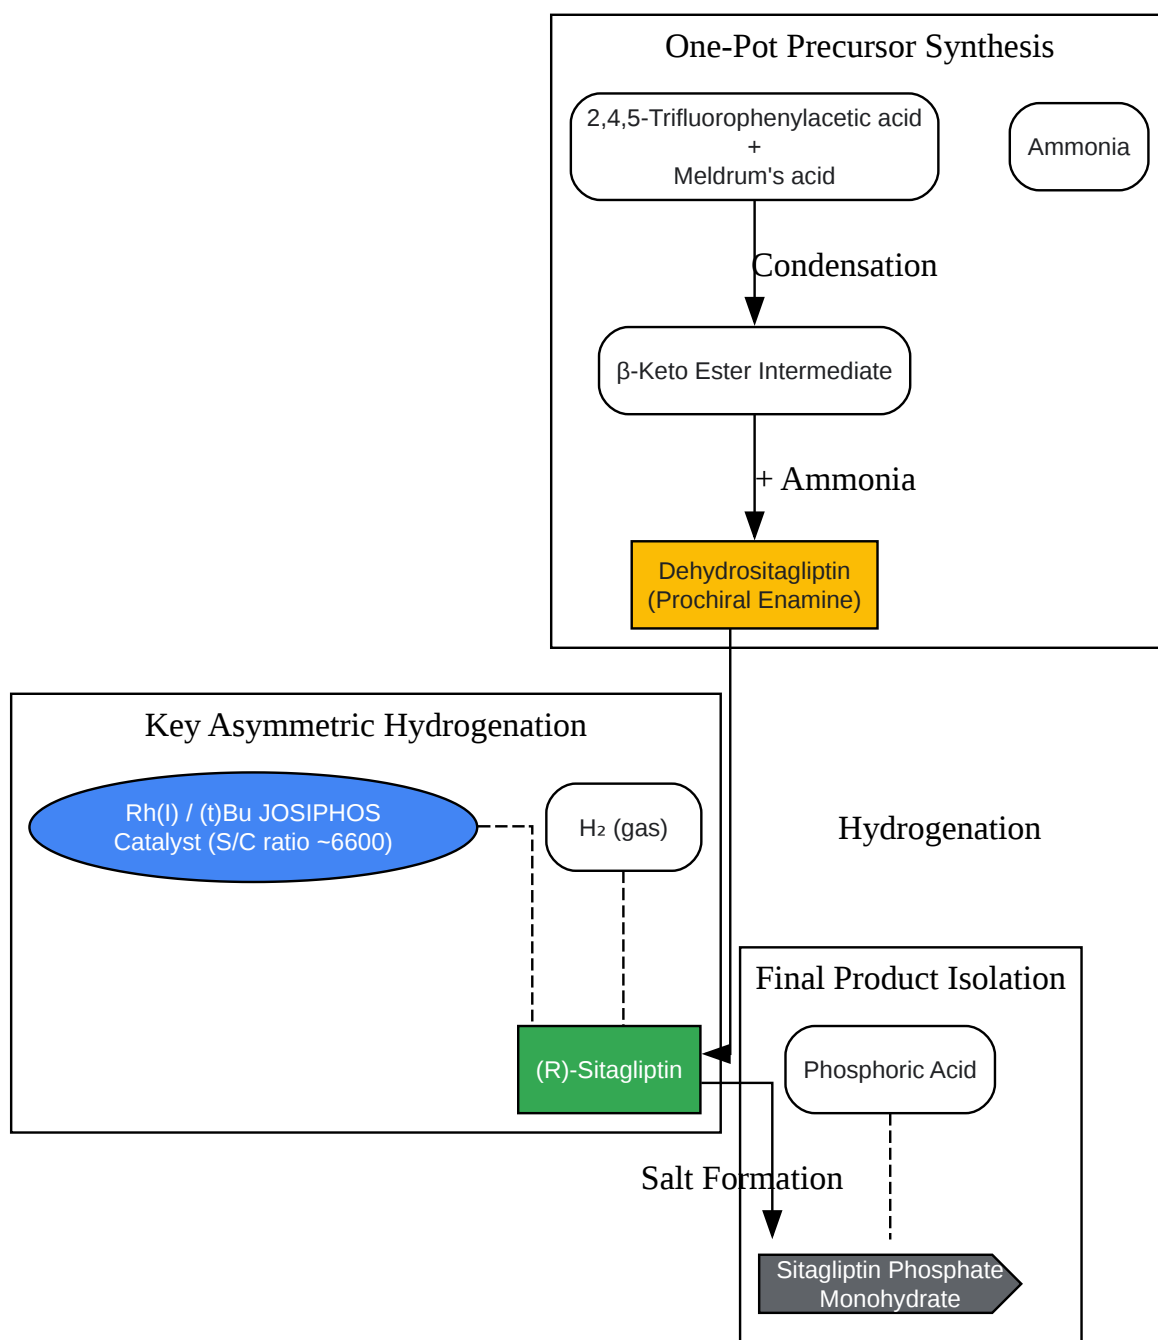 One-Pot Precursor Synthesis
2,4,5-Trifluorophenylacetic acid
+
Meldrum's acid
Ammonia
Condensation
β-Keto Ester Intermediate
+ Ammonia
Dehydrositagliptin
(Prochiral Enamine)
Key Asymmetric Hydrogenation
Rh(I) / (t)Bu JOSIPHOS
Catalyst (S/C ratio ~6600)
H₂ (gas)
Hydrogenation
(R)-Sitagliptin
Final Product Isolation
Phosphoric Acid
Salt Formation
Sitagliptin Phosphate
Monohydrate